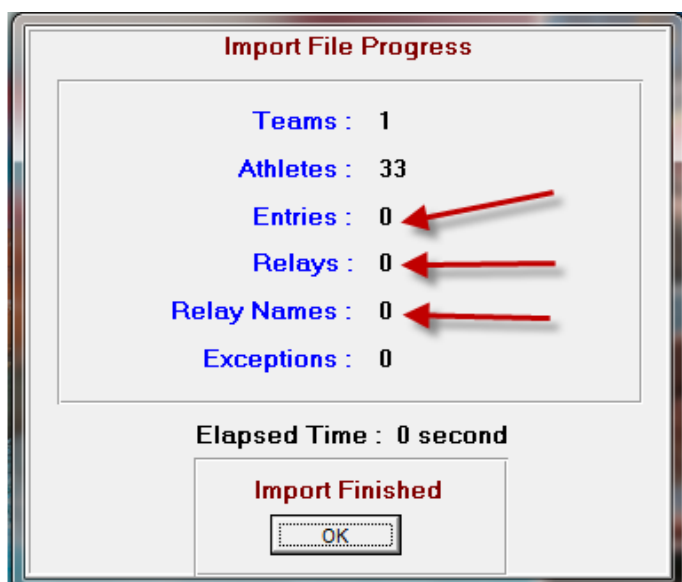 Import File Progress
Teams : 1
Athletes : 33
Entries : 0
Relays : 0
Relay Names : 0
Exceptions : 0
Elapsed Time : 0 second
Import Finished
OK